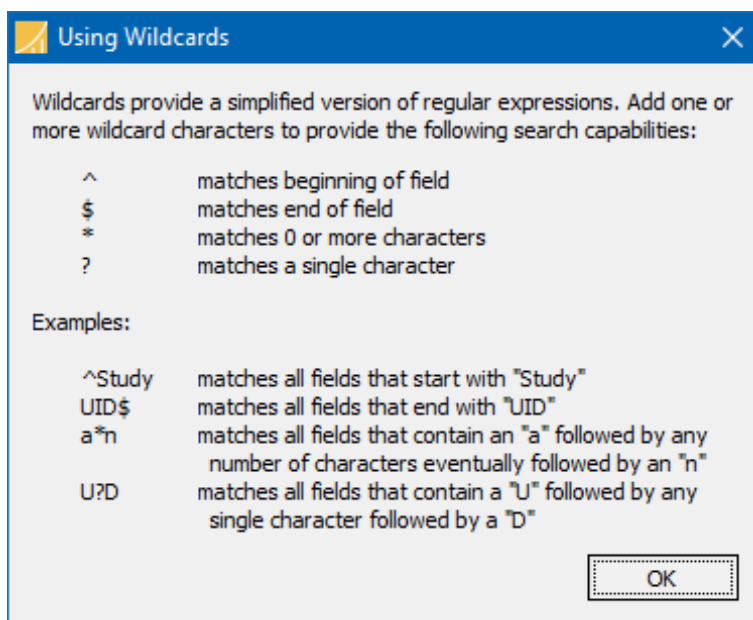 Using Wildcards
Wildcards provide a simplified version of regular expressions. Add one or
more wildcard characters to provide the following search capabilities:
^ matches beginning of field
$ matches end of field
* matches 0 or more characters
? matches a single character
Examples:
^Study matches all fields that start with "Study"
UID$ matches all fields that end with "UID"
a*n matches all fields that contain an "a" followed by any
number of characters eventually followed by an "n"
U?D matches all fields that contain a "U" followed by any
single character followed by a "D"
OK